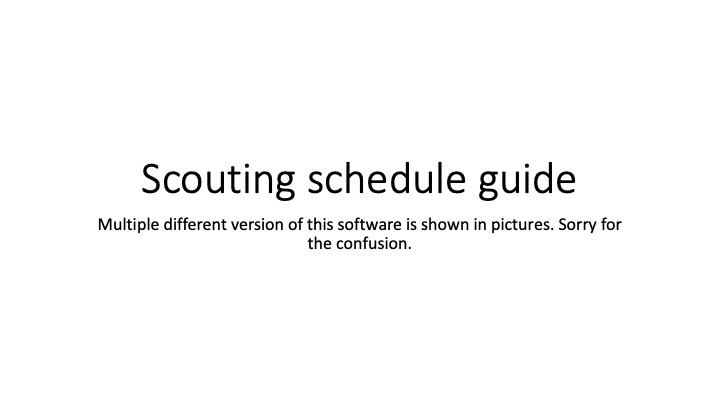 Scouting schedule guide
Multiple different version of this software is shown in pictures. Sorry for
the confusion.